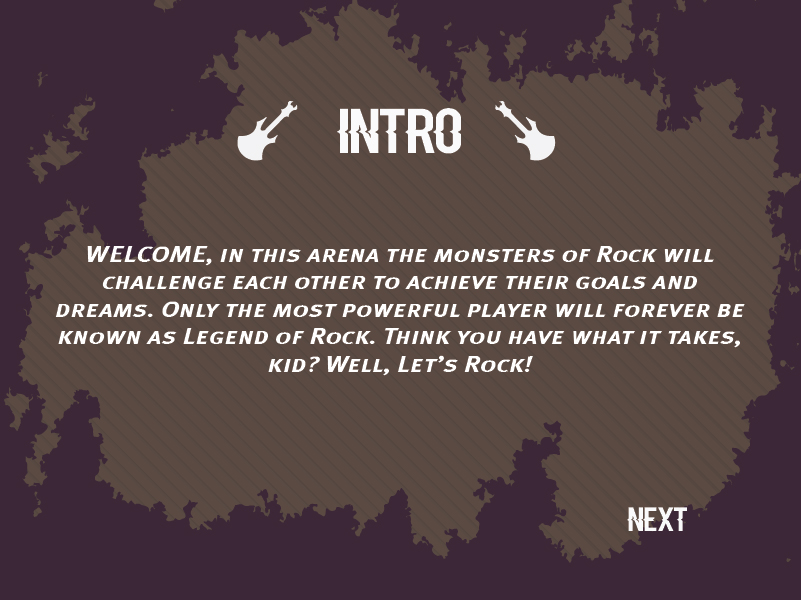 INTRO
WELCOME, in this arena the monsters of Rock will
challenge each other to achieve their goals and
dreams. Only the most powerful player will forever be
known as Legend of Rock. Think you have what it takes,
kid? Well, Let’s Rock!
NEXT